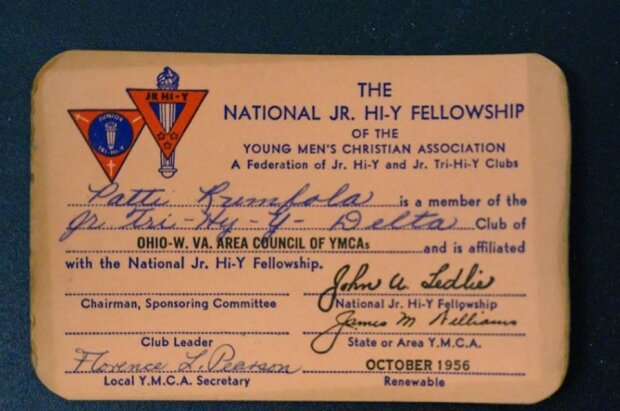 JR HI-Y
JUNIOR
TRI-HI-Y
THE
NATIONAL JR. HI-Y FELLOWSHIP
OF THE
YOUNG MEN'S CHRISTIAN ASSOCIATION
A Federation of Jr. Hi-Y and Jr. Tri-Hi-Y Clubs
Patti Rumfola is a member of the
Jr. Tri-Hy-Y- Delta Club of
OHIO-W. VA. AREA COUNCIL OF YMCAs and is affiliated
with the National Jr. Hi-Y Fellowship.
John A. Ledlie
Chairman, Sponsoring Committee National Jr. Hi-Y Fellowship
James M Williams
Club Leader State or Area Y.M.C.A.
Florence L. Pearson OCTOBER 1956
Local Y.M.C.A. Secretary Renewable